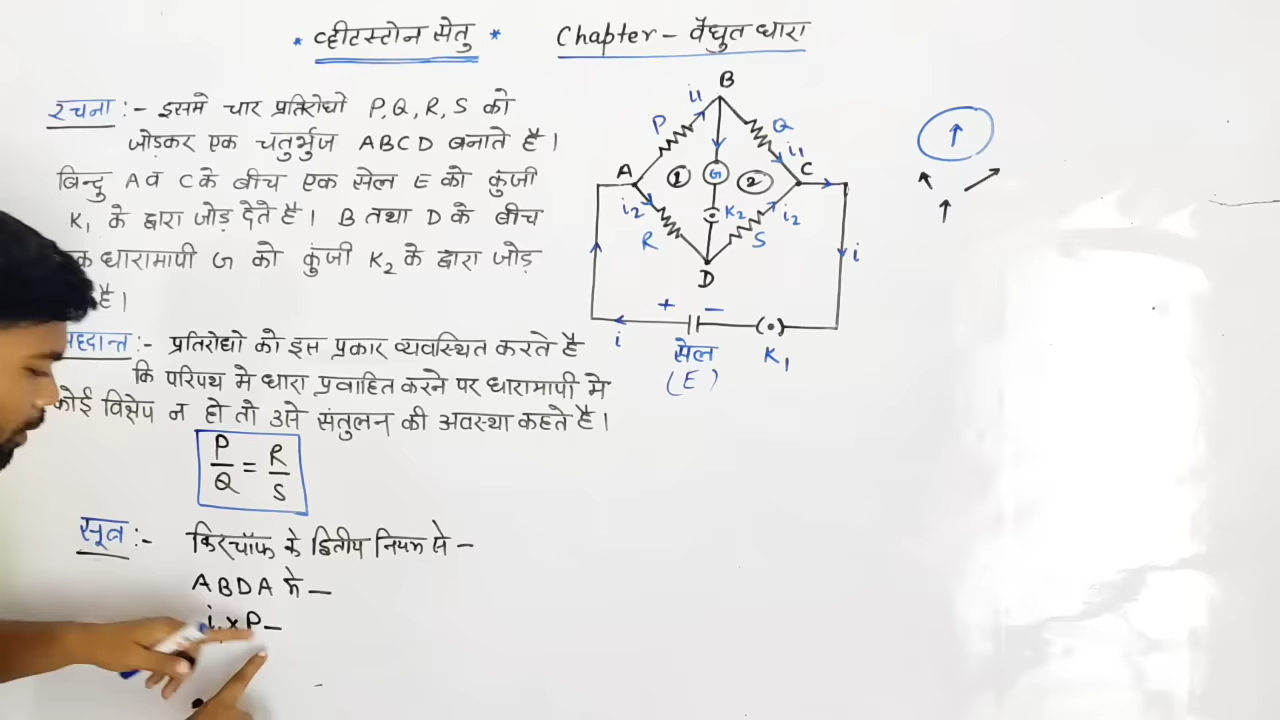 * व्हीटस्टोन सेतु *
Chapter - वैधुत धारा
रचना :- इसमे चार प्रतिरोधो P, Q, R, S को
जोड़कर एक चतुर्भुज ABCD बनाते है।
बिन्दु A व C के बीच एक सेल E को कुंजी
K1 के द्वारा जोड़ देते है। B तथा D के बीच
धारामापी G को कुंजी K2 के द्वारा जोड़
है।
:- प्रतिरोधो को इस प्रकार व्यवस्थित करते है
कि परिपथ मे धारा प्रवाहित करने पर धारामापी मे
कोई विक्षेप न हो तो उसे संतुलन की अवस्था कहते है।
P/Q = R/S
सूत्र :- किरचॉफ के द्वितीय नियम से -
ABDA मे -
i × P -
B
i1
P
Q
i1
A
1
G
2
C
i2
K2
i2
R
S
D
i
+ -
i
सेल
K1
(E)